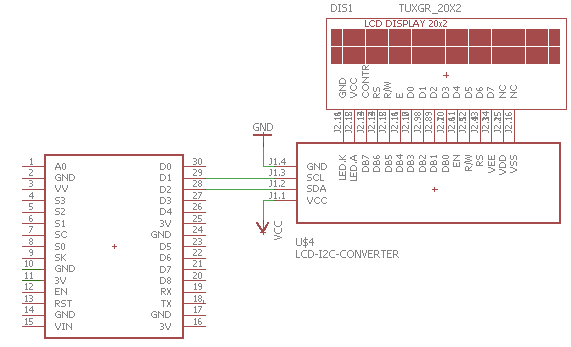 DIS1 TUXGR_20X2
LCD DISPLAY 20x2
GND VCC CONTR RS R/W E D0 D1 D2 D3 D4 D5 D6 D7 NC NC
GND
J1.4 GND
J1.3 SCL
J1.2 SDA
J1.1 VCC
LED_K LED_A DB7 DB6 DB5 DB4 DB3 DB2 DB1 DB0 EN R/W RS VEE VDD VSS
VCC
U$4
LCD-I2C-CONVERTER
1 A0 D0 30
2 GND D1 29
3 VV D2 28
4 S3 D3 27
5 S2 D4 26
6 S1 3V 25
7 SC GND 24
8 S0 D5 23
9 SK D6 22
10 GND D7 21
11 3V D8 20
12 EN RX 19
13 RST TX 18
14 GND GND 17
15 VIN 3V 16